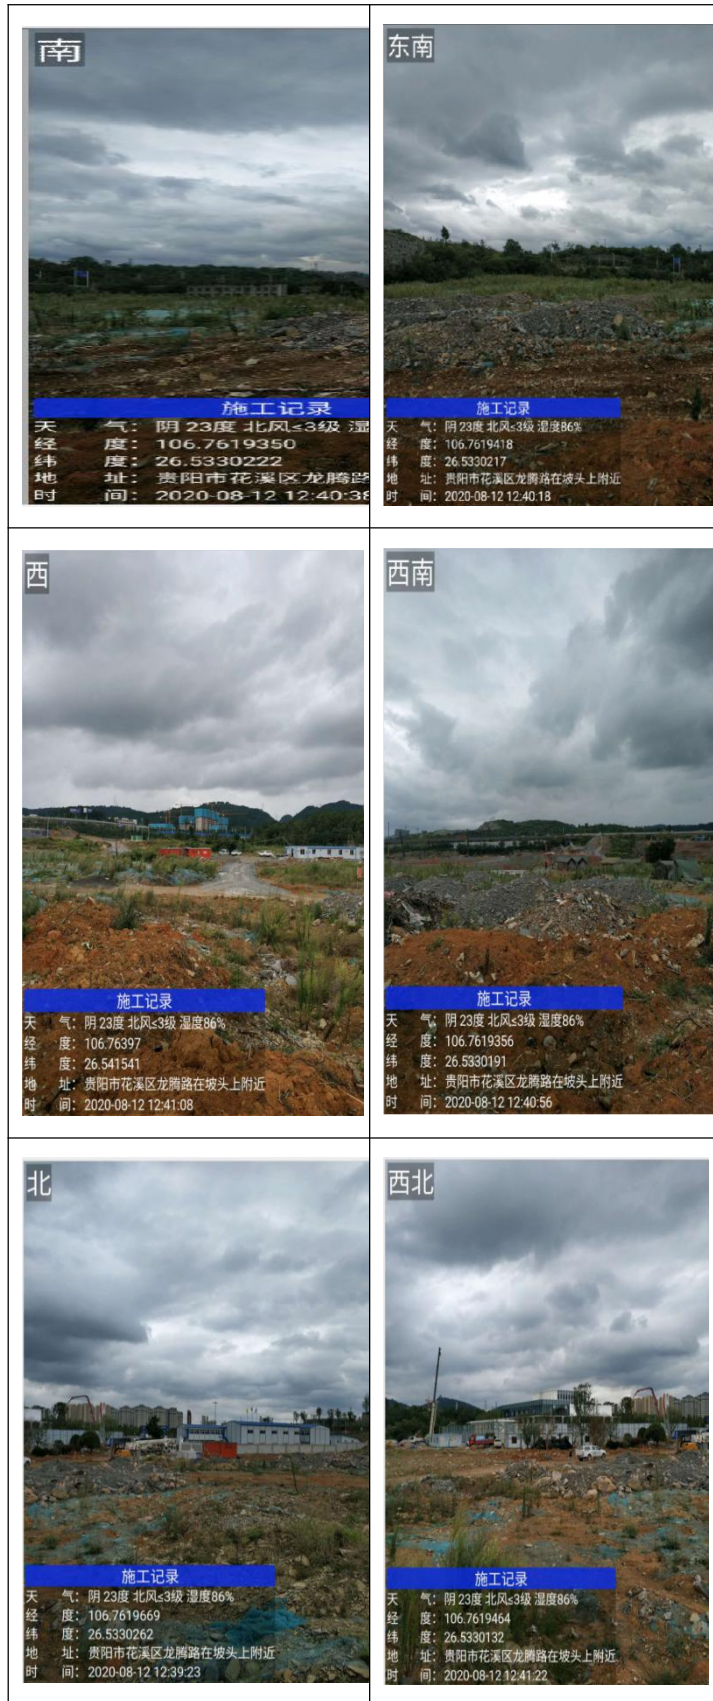 南
施工记录
天 气: 阴 23度 北风≤3级 湿
经 度: 106.7619350
纬 度: 26.5330222
地 址: 贵阳市花溪区龙腾路
时 间: 2020-08-12 12:40:38
东南
施工记录
天 气: 阴 23度 北风≤3级 湿度86%
经 度: 106.7619418
纬 度: 26.5330217
地 址: 贵阳市花溪区龙腾路在坡头上附近
时 间: 2020-08-12 12:40:18
西
施工记录
天 气: 阴 23度 北风≤3级 湿度86%
经 度: 106.76397
纬 度: 26.541541
地 址: 贵阳市花溪区龙腾路在坡头上附近
时 间: 2020-08-12 12:41:08
西南
施工记录
天 气: 阴 23度 北风≤3级 湿度86%
经 度: 106.7619356
纬 度: 26.5330191
地 址: 贵阳市花溪区龙腾路在坡头上附近
时 间: 2020-08-12 12:40:56
北
施工记录
天 气: 阴 23度 北风≤3级 湿度86%
经 度: 106.7619669
纬 度: 26.5330262
地 址: 贵阳市花溪区龙腾路在坡头上附近
时 间: 2020-08-12 12:39:23
西北
施工记录
天 气: 阴 23度 北风≤3级 湿度86%
经 度: 106.7619464
纬 度: 26.5330132
地 址: 贵阳市花溪区龙腾路在坡头上附近
时 间: 2020-08-12 12:41:22